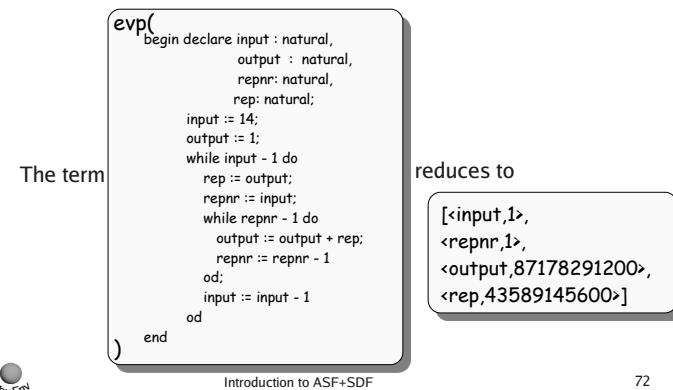 evp(
begin declare input : natural,
output : natural,
repnr: natural,
rep: natural;
input := 14;
output := 1;
while input - 1 do
rep := output;
repnr := input;
while repnr - 1 do
output := output + rep;
repnr := repnr - 1
od;
input := input - 1
od
end
)
The term
reduces to
[<input,1>,
<repnr,1>,
<output,87178291200>,
<rep,43589145600>]
Introduction to ASF+SDF
72